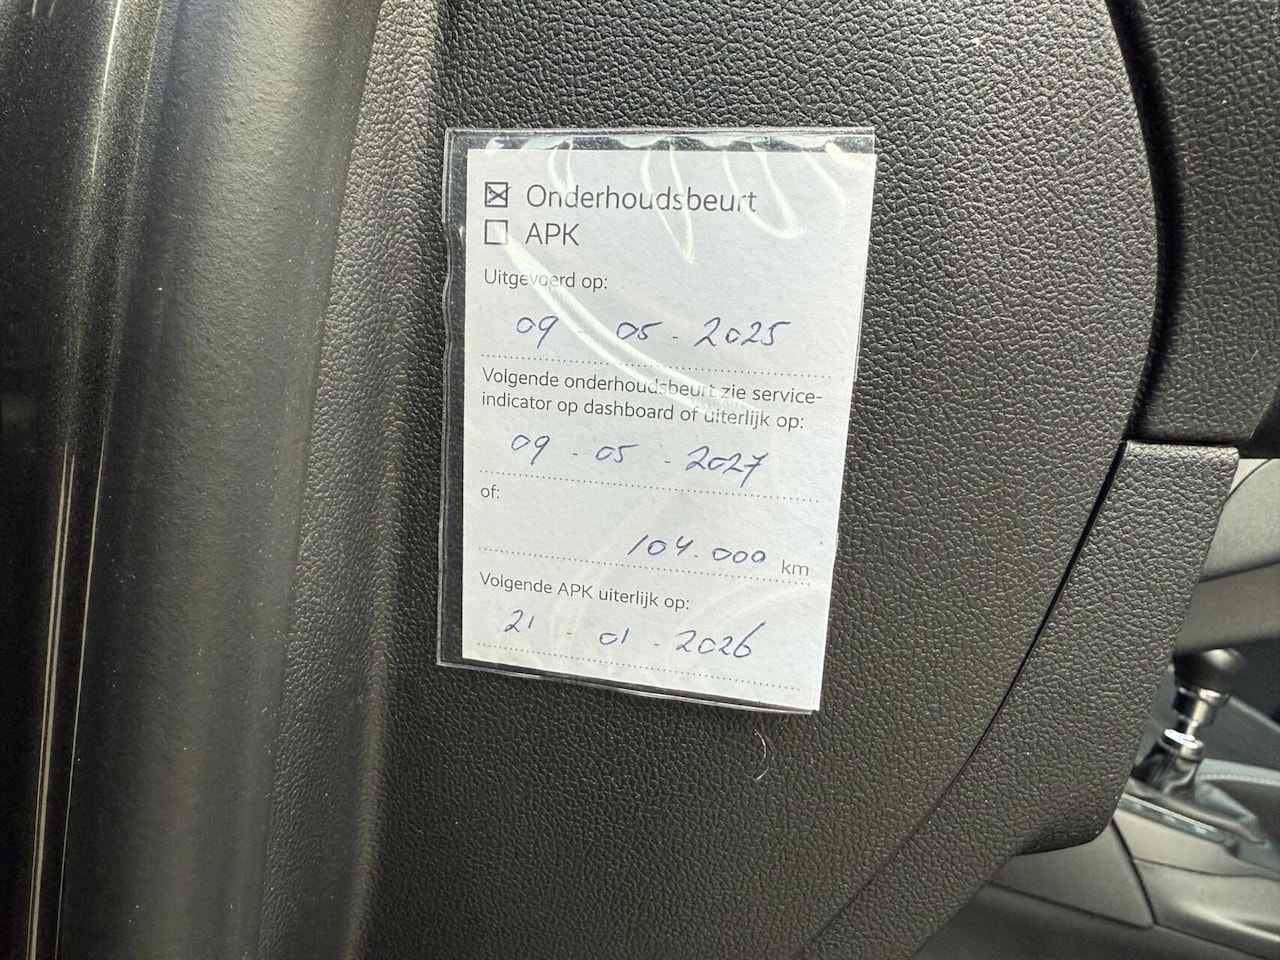 ☒ Onderhoudsbeurt
☐ APK
Uitgevoerd op:
09 - 05 - 2025
Volgende onderhoudsbeurt zie service-
indicator op dashboard of uiterlijk op:
09 - 05 - 2027
of:
104.000 km
Volgende APK uiterlijk op:
21 - 01 - 2026